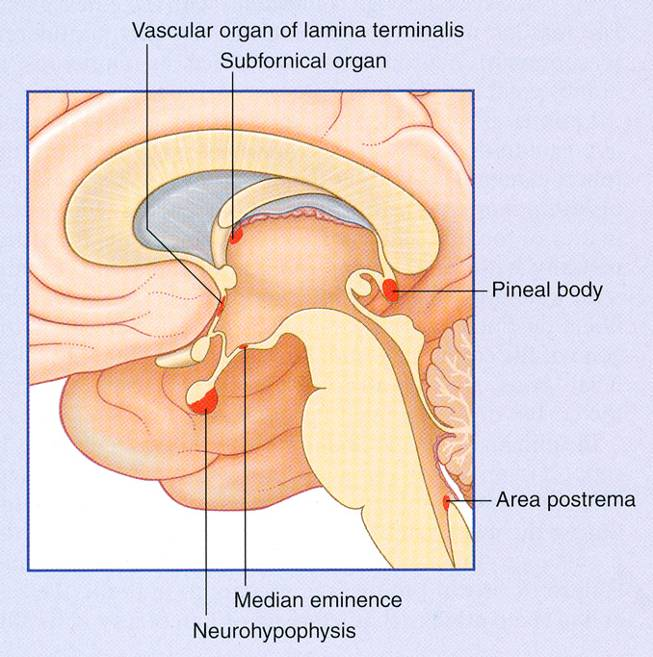 Vascular organ of lamina terminalis
Subfornical organ
Pineal body
Area postrema
Median eminence
Neurohypophysis